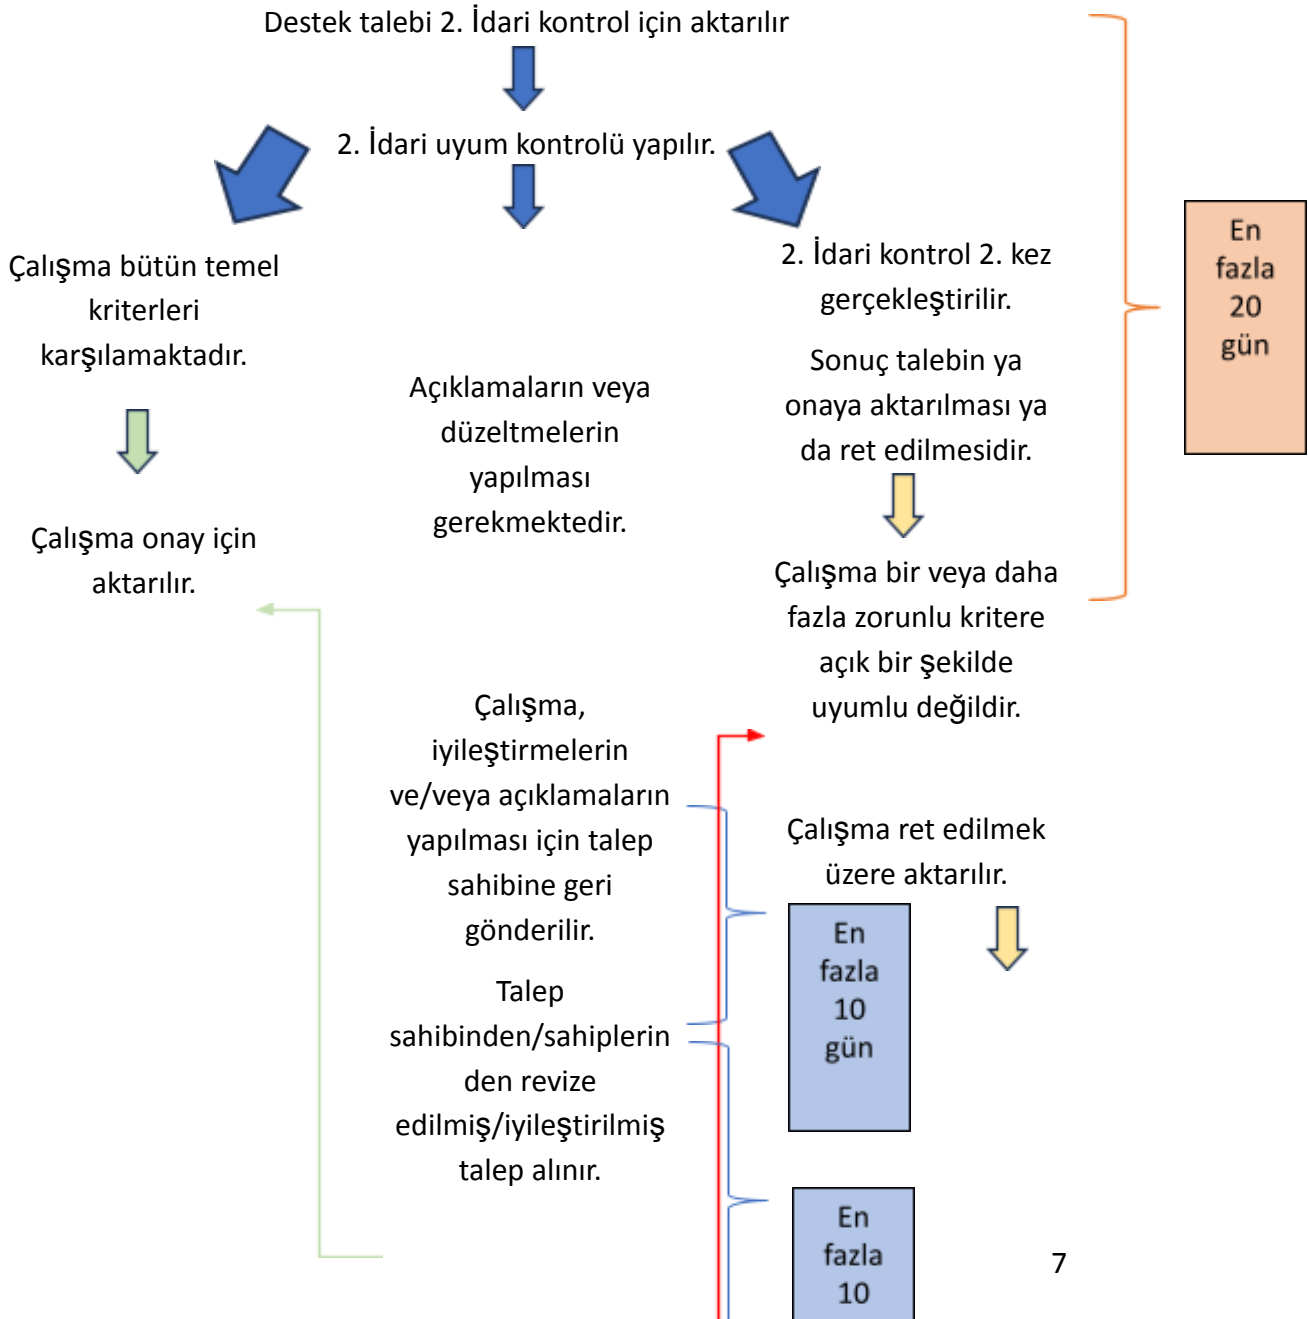 Destek talebi 2. İdari kontrol için aktarılır
2. İdari uyum kontrolü yapılır.
Çalışma bütün temel
kriterleri
karşılamaktadır.
Çalışma onay için
aktarılır.
Açıklamaların veya
düzeltmelerin
yapılması
gerekmektedir.
Çalışma,
iyileştirmelerin
ve/veya açıklamaların
yapılması için talep
sahibine geri
gönderilir.
Talep
sahibinden/sahiplerin
den revize
edilmiş/iyileştirilmiş
talep alınır.
2. İdari kontrol 2. kez
gerçekleştirilir.
Sonuç talebin ya
onaya aktarılması ya
da ret edilmesidir.
Çalışma bir veya daha
fazla zorunlu kritere
açık bir şekilde
uyumlu değildir.
Çalışma ret edilmek
üzere aktarılır.
En
fazla
20
gün
En
fazla
10
gün
En
fazla
10
7